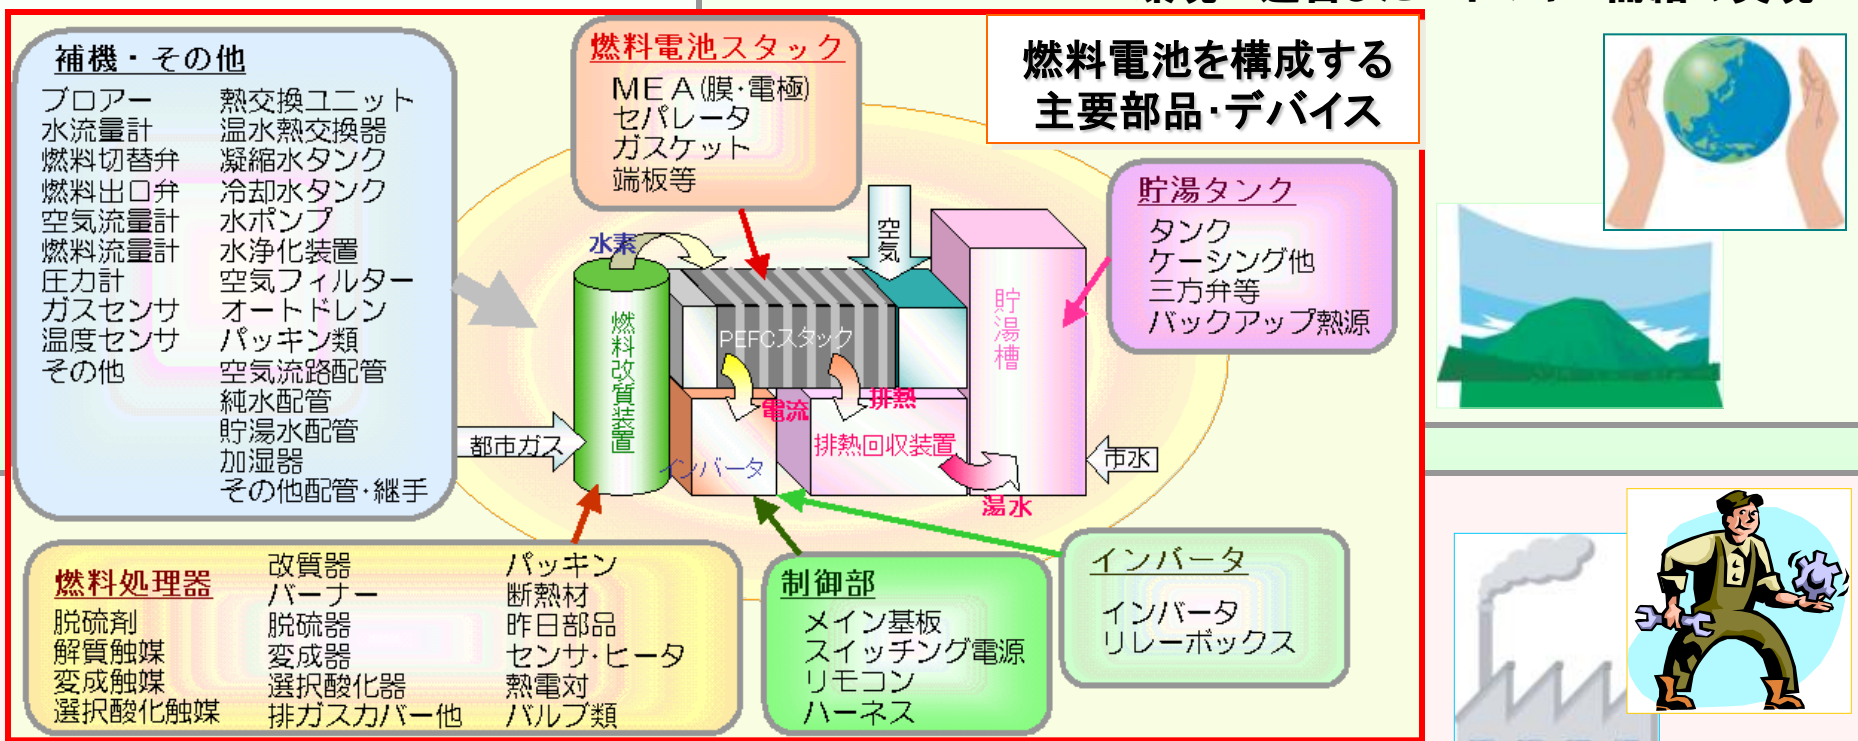 燃料電池を構成する
主要部品・デバイス
補機・その他
ブロアー
水流量計
燃料切替弁
燃料出口弁
空気流量計
燃料流量計
圧力計
ガスセンサ
温度センサ
その他
熱交換ユニット
温水熱交換器
凝縮水タンク
冷却水タンク
水ポンプ
水浄化装置
空気フィルター
オートドレン
パッキン類
空気流路配管
純水配管
貯湯水配管
加湿器
その他配管・継手
燃料電池スタック
MEA(膜・電極)
セパレータ
ガスケット
端板等
貯湯タンク
タンク
ケーシング他
三方弁等
バックアップ熱源
水素
空気
燃料改質装置
PEFCスタック
貯湯槽
電流
排熱
都市ガス
インバータ
排熱回収装置
市水
湯水
燃料処理器
脱硫剤
解質触媒
変成触媒
選択酸化触媒
改質器
バーナー
脱硫器
変成器
選択酸化器
排ガスカバー他
パッキン
断熱材
昨日部品
センサ・ヒータ
熱電対
バルブ類
制御部
メイン基板
スイッチング電源
リモコン
ハーネス
インバータ
インバータ
リレーボックス